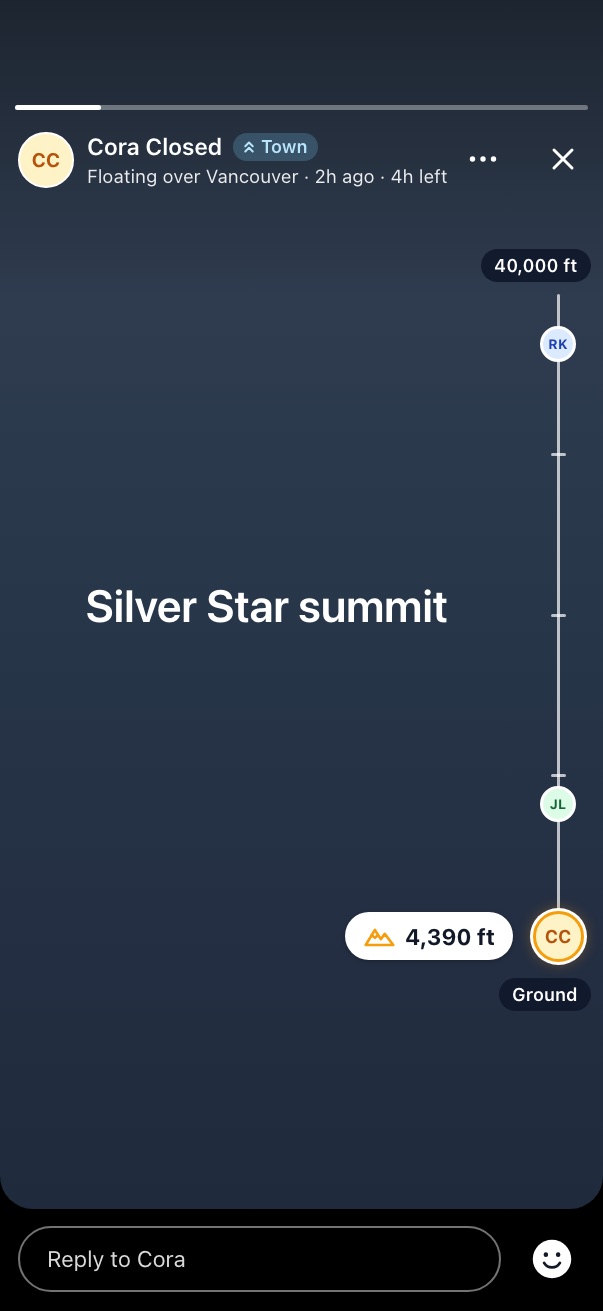 CC
Cora Closed
Town
Floating over Vancouver · 2h ago · 4h left
40,000 ft
RK
Silver Star summit
JL
4,390 ft
CC
Ground
Reply to Cora